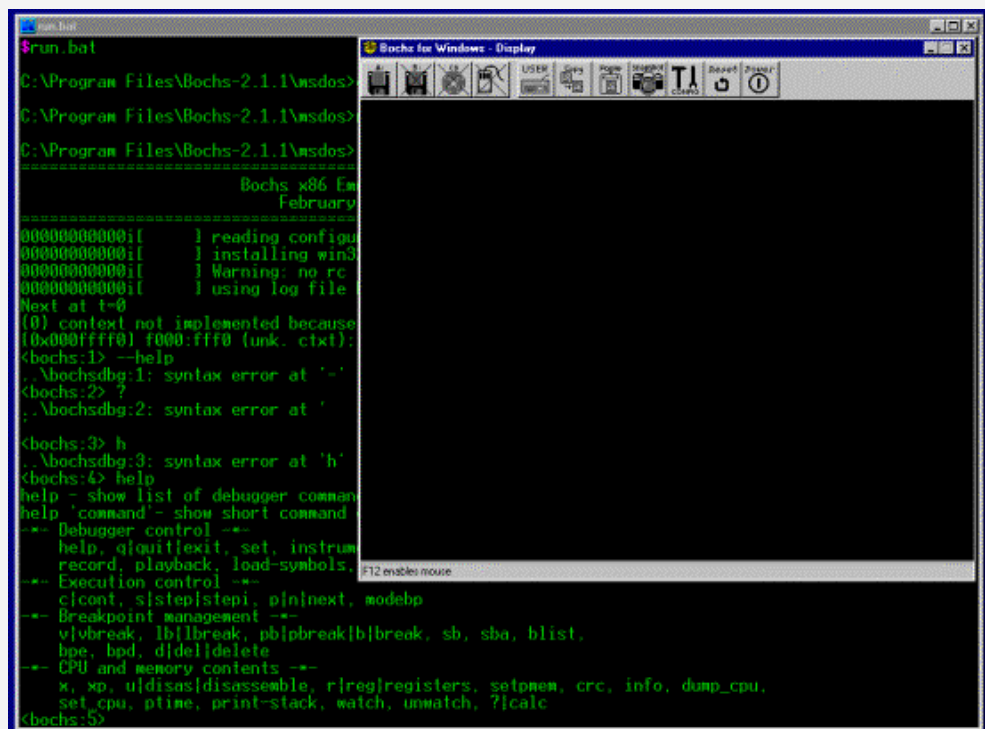 run.bat
$run.bat
C:\Program Files\Bochs-2.1.1\msdos>
C:\Program Files\Bochs-2.1.1\msdos>
C:\Program Files\Bochs-2.1.1\msdos>
================================
Bochs x86 Em
February
================================
00000000000i[      ] reading configu
00000000000i[      ] installing win3
00000000000i[      ] Warning: no rc
00000000000i[      ] using log file
Next at t=0
(0) context not implemented because
[0x000ffff0] f000:fff0 (unk. ctxt):
<bochs:1> --help
..\bochsdbg:1: syntax error at '-'
<bochs:2> ?
..\bochsdbg:2: syntax error at '
'
<bochs:3> h
..\bochsdbg:3: syntax error at 'h'
<bochs:4> help
help - show list of debugger comman
help 'command'- show short command
-*- Debugger control -*-
help, q|quit|exit, set, instrum
record, playback, load-symbols,
-*- Execution control -*-
c|cont, s|step|stepi, p|n|next, modebp
-*- Breakpoint management -*-
v|vbreak, lb|lbreak, pb|pbreak|b|break, sb, sba, blist,
bpe, bpd, d|del|delete
-*- CPU and memory contents -*-
x, xp, u|disas|disassemble, r|reg|registers, setpmem, crc, info, dump_cpu,
set_cpu, ptime, print-stack, watch, unwatch, ?|calc
<bochs:5>
Bochs for Windows - Display
A: B: CD USER Copy Paste Snapshot CONFIG Reset Power
F12 enables mouse